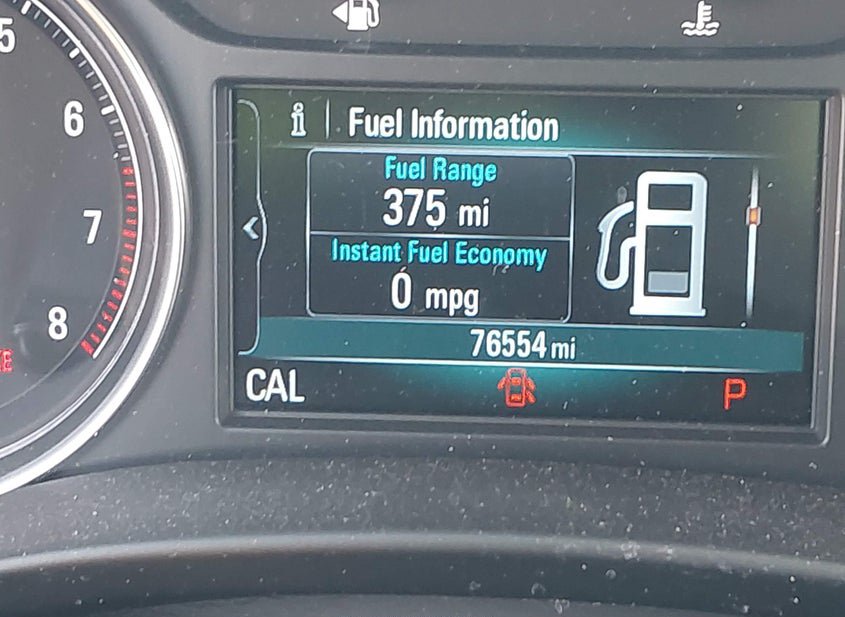 5
6
7
8
i Fuel Information
Fuel Range
375 mi
Instant Fuel Economy
0 mpg
76554 mi
CAL
P